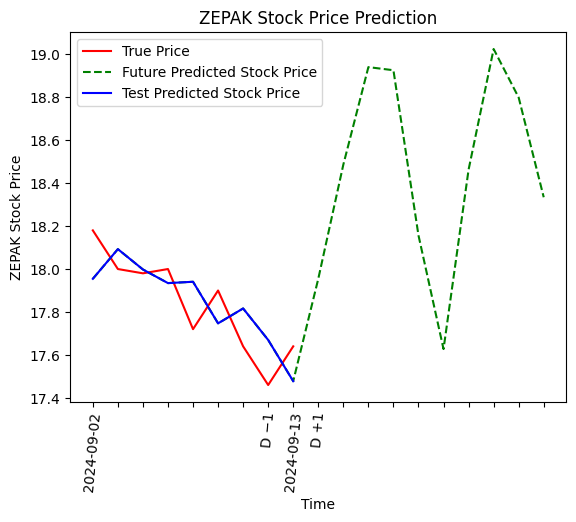 ZEPAK Stock Price Prediction
True Price
Future Predicted Stock Price
Test Predicted Stock Price
ZEPAK Stock Price
19.0
18.8
18.6
18.4
18.2
18.0
17.8
17.6
17.4
2024-09-02
D −1
2024-09-13
D +1
Time